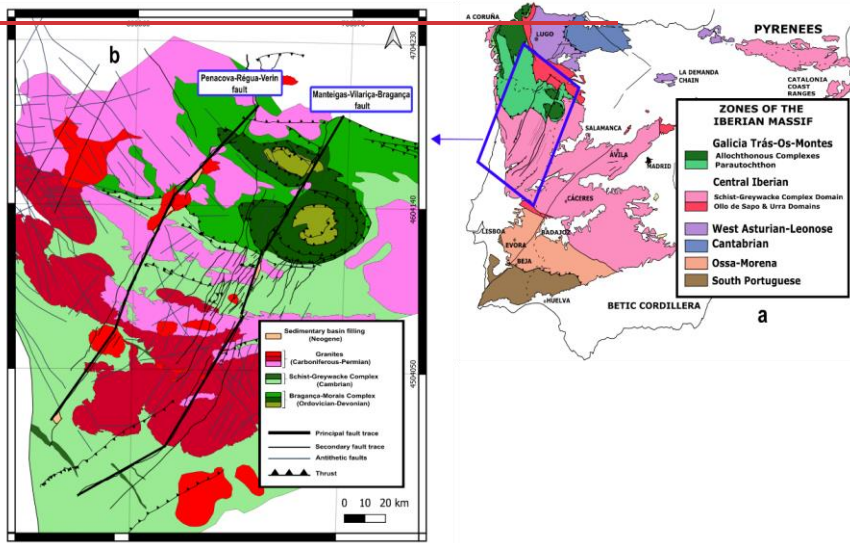 b
Penacova-Régua-Verin
fault
Manteigas-Vilariça-Bragança
fault
4704230
4604140
4504050
Sedimentary basin filling
(Neogene)
Granites
(Carboniferous-Permian)
Schist-Greywacke Complex
(Cambrian)
Bragança-Morais Complex
(Ordovician-Devonian)
Principal fault trace
Secondary fault trace
Antithetic faults
Thrust
0 10 20 km
A CORUÑA
LUGO
PYRENEES
LA DEMANDA
CHAIN
CATALONIA
COAST
RANGES
SALAMANCA
ÁVILA
MADRID
CÁCERES
LISBOA
BADAJOZ
EVORA
BEJA
HUELVA
BETIC CORDILLERA
ZONES OF THE
IBERIAN MASSIF
Galicia Trás-Os-Montes
Allochthonous Complexes
Parautochthon
Central Iberian
Schist-Greywacke Complex Domain
Ollo de Sapo & Urra Domains
West Asturian-Leonose
Cantabrian
Ossa-Morena
South Portuguese
a